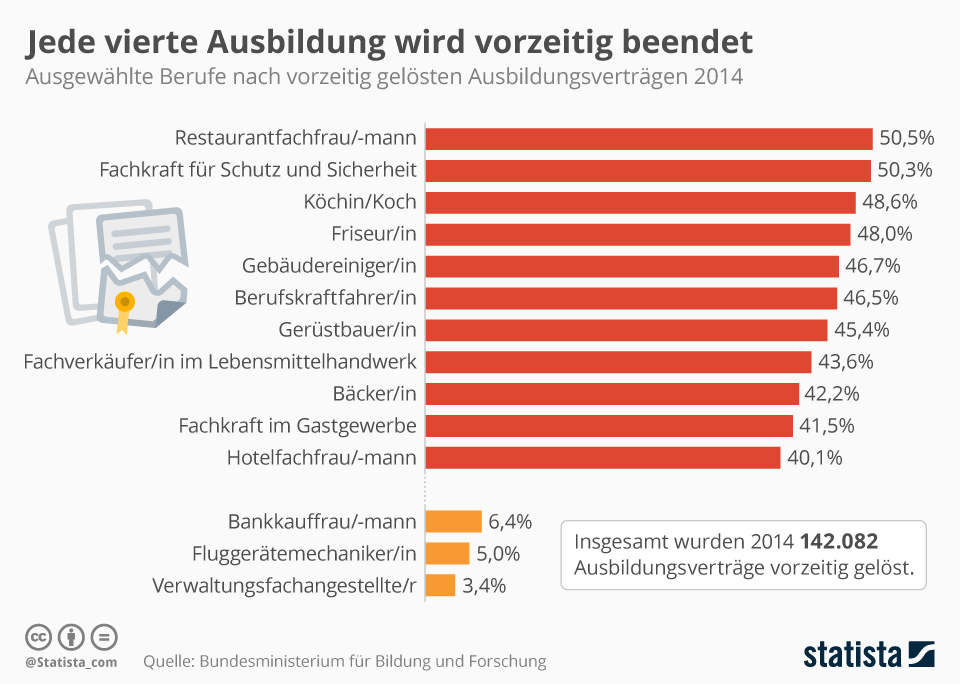 Jede vierte Ausbildung wird vorzeitig beendet
Ausgewählte Berufe nach vorzeitig gelösten Ausbildungsverträgen 2014
Restaurantfachfrau/-mann 50,5%
Fachkraft für Schutz und Sicherheit 50,3%
Köchin/Koch 48,6%
Friseur/in 48,0%
Gebäudereiniger/in 46,7%
Berufskraftfahrer/in 46,5%
Gerüstbauer/in 45,4%
Fachverkäufer/in im Lebensmittelhandwerk 43,6%
Bäcker/in 42,2%
Fachkraft im Gastgewerbe 41,5%
Hotelfachfrau/-mann 40,1%
Bankkauffrau/-mann 6,4%
Fluggerätemechaniker/in 5,0%
Verwaltungsfachangestellte/r 3,4%
Insgesamt wurden 2014 142.082
Ausbildungsverträge vorzeitig gelöst.
cc
@Statista_com Quelle: Bundesministerium für Bildung und Forschung
statista